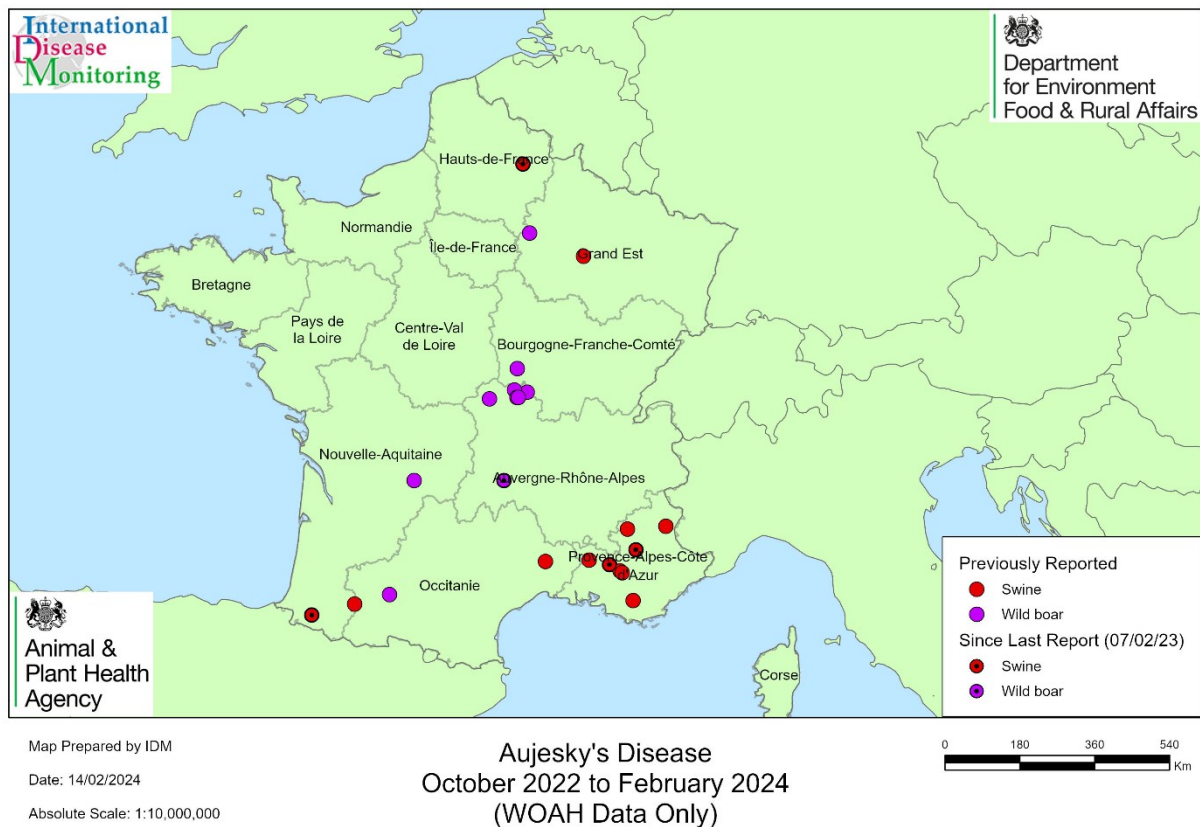 International
Disease
Monitoring
Department
for Environment
Food & Rural Affairs
Hauts-de-France
Normandie
Île-de-France
Grand Est
Bretagne
Pays de
la Loire
Centre-Val
de Loire
Bourgogne-Franche-Comté
Nouvelle-Aquitaine
Auvergne-Rhône-Alpes
Provence-Alpes-Côte
d'Azur
Occitanie
Corse
Animal &
Plant Health
Agency
Previously Reported
Swine
Wild boar
Since Last Report (07/02/23)
Swine
Wild boar
Map Prepared by IDM
Date: 14/02/2024
Absolute Scale: 1:10,000,000
Aujesky's Disease
October 2022 to February 2024
(WOAH Data Only)
0 180 360 540
Km